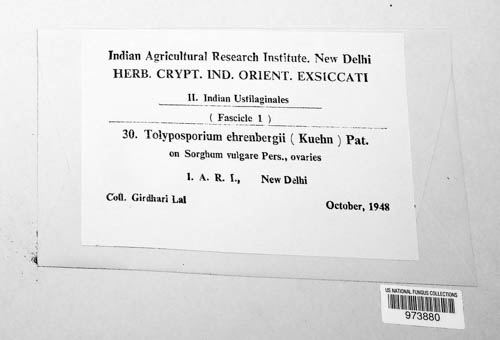 Indian Agricultural Research Institute. New Delhi
HERB. CRYPT. IND. ORIENT. EXSICCATI
II. Indian Ustilaginales
( Fascicle 1 )
30. Tolyposporium ehrenbergii ( Kuehn ) Pat.
on Sorghum vulgare Pers., ovaries
I. A. R. I., New Delhi
Coll. Girdhari Lal October, 1948
US NATIONAL FUNGUS COLLECTIONS
973880